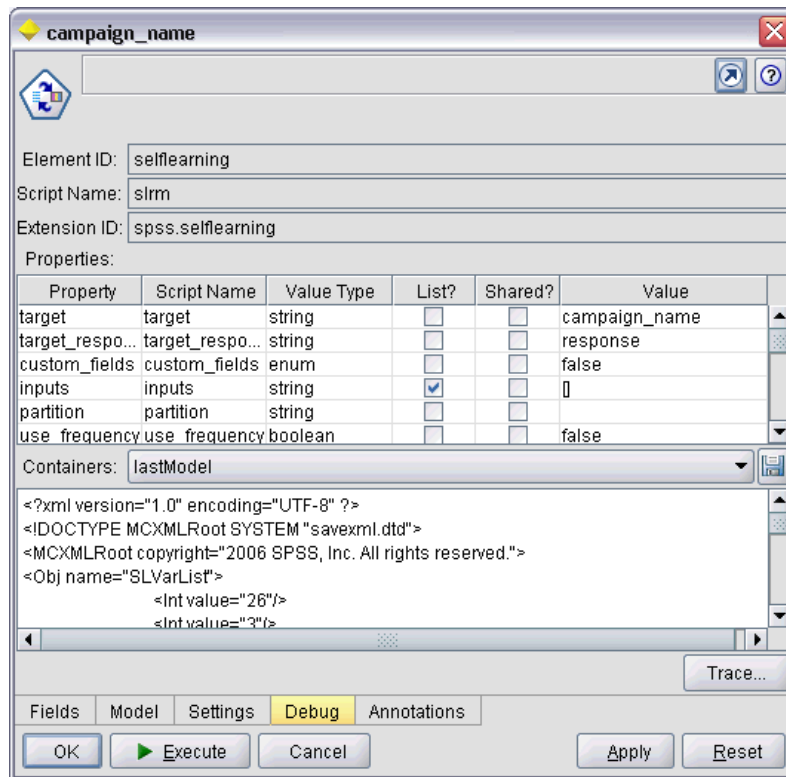 campaign_name
Element ID: selflearning
Script Name: slrm
Extension ID: spss.selflearning
Properties:
Property Script Name Value Type List? Shared? Value
target target string campaign_name
target_respo... target_respo... string response
custom_fields custom_fields enum false
inputs inputs string []
partition partition string
use_frequency use_frequency boolean false
Containers: lastModel
<?xml version="1.0" encoding="UTF-8" ?>
<!DOCTYPE MCXMLRoot SYSTEM "savexml.dtd">
<MCXMLRoot copyright="2006 SPSS, Inc. All rights reserved.">
<Obj name="SLVarList">
<Int value="26"/>
<Int value="3"/>
Trace...
Fields Model Settings Debug Annotations
OK Execute Cancel Apply Reset